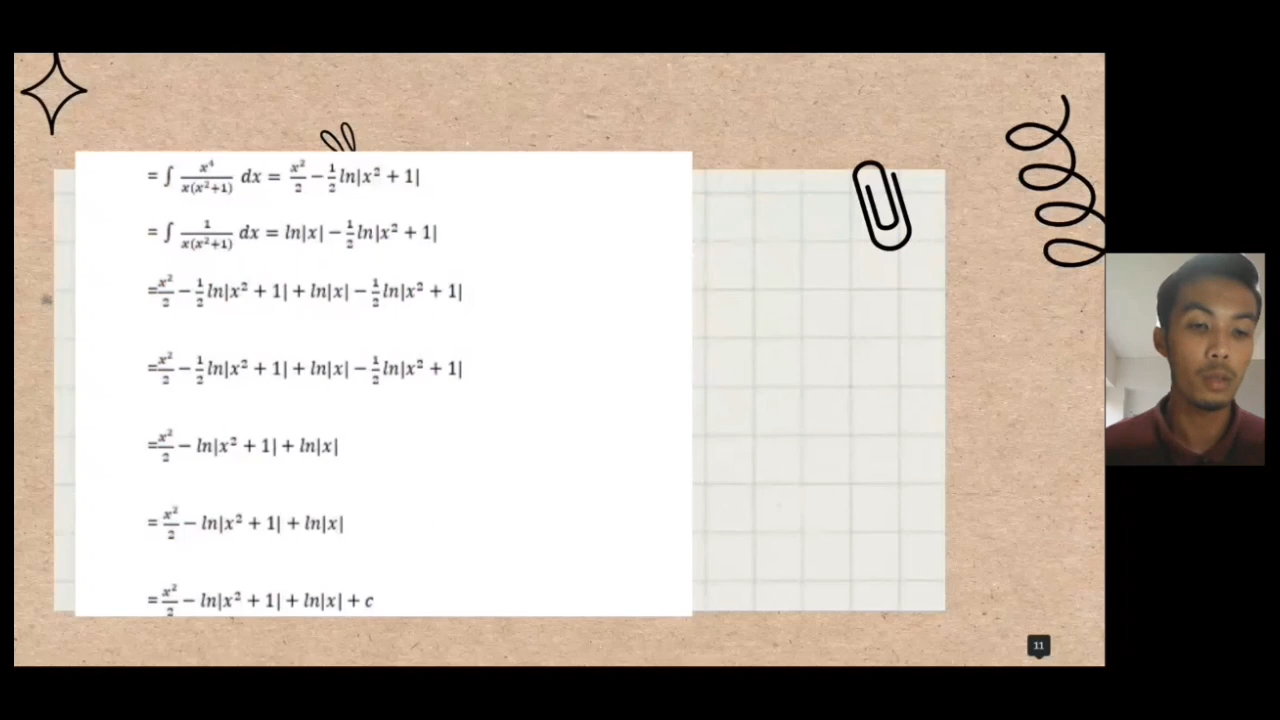 = ∫ x⁴/x(x²+1) dx = x²/2 − 1/2 ln|x² + 1|
= ∫ 1/x(x²+1) dx = ln|x| − 1/2 ln|x² + 1|
=x²/2 − 1/2 ln|x² + 1| + ln|x| − 1/2 ln|x² + 1|
=x²/2 − 1/2 ln|x² + 1| + ln|x| − 1/2 ln|x² + 1|
=x²/2 − ln|x² + 1| + ln|x|
= x²/2 − ln|x² + 1| + ln|x|
= x²/2 − ln|x² + 1| + ln|x| + c
11